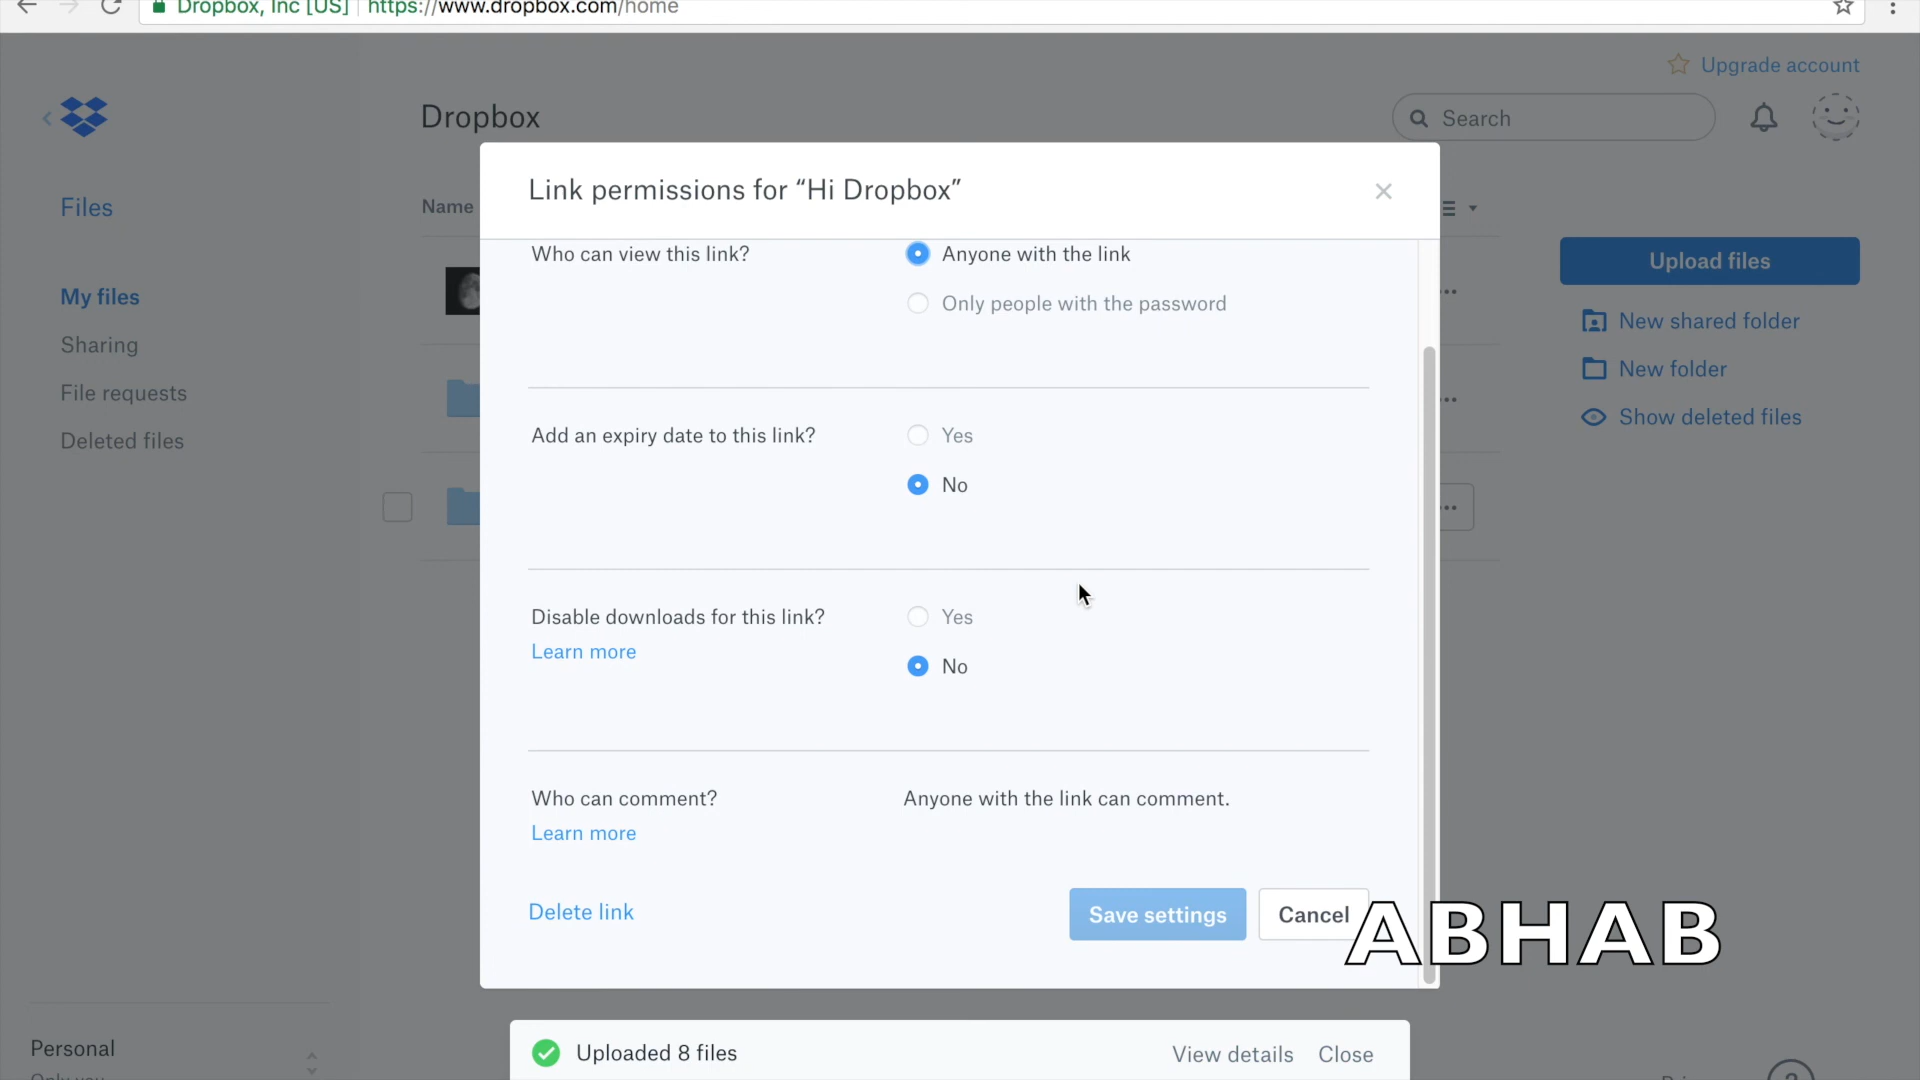 Dropbox, Inc [US] https://www.dropbox.com/home
Upgrade account
Dropbox
Search
Link permissions for “Hi Dropbox”
Files
Name
Who can view this link?
Anyone with the link
Upload files
My files
Only people with the password
New shared folder
Sharing
New folder
File requests
Show deleted files
Add an expiry date to this link?
Yes
Deleted files
No
Disable downloads for this link?
Yes
Learn more
No
Who can comment?
Anyone with the link can comment.
Learn more
Delete link
Save settings
Cancel
ABHAB
Personal
Uploaded 8 files
View details
Close